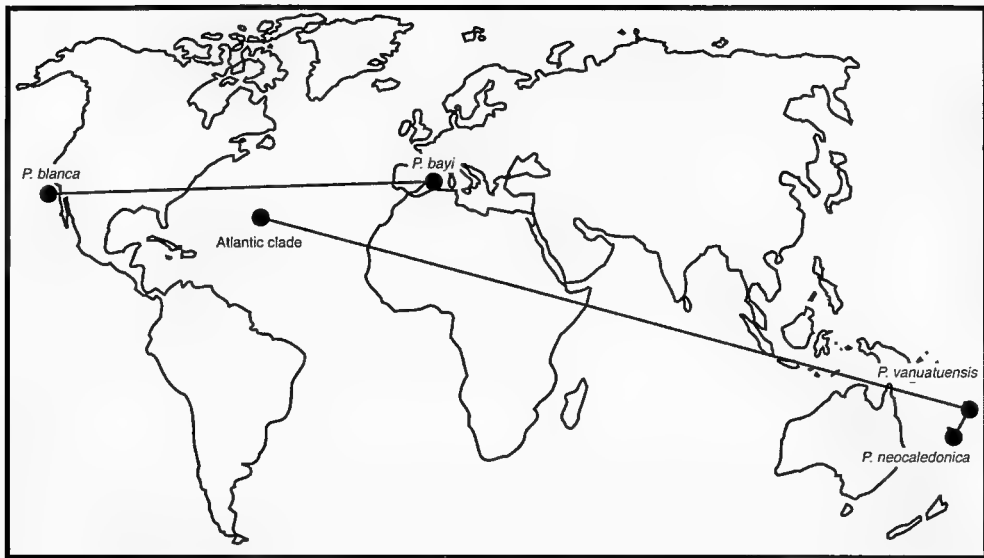 P. blanca
P. bayi
Atlantic clade
P. vanuatuensis
P. neocaledonica